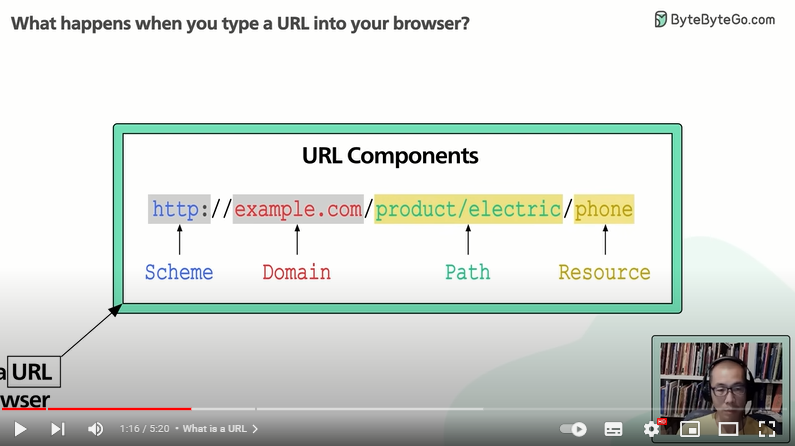 What happens when you type a URL into your browser?
ByteByteGo.com
URL Components
http://example.com/product/electric/phone
Scheme Domain Path Resource
a URL
wser
1:16 / 5:20 • What is a URL >
HD